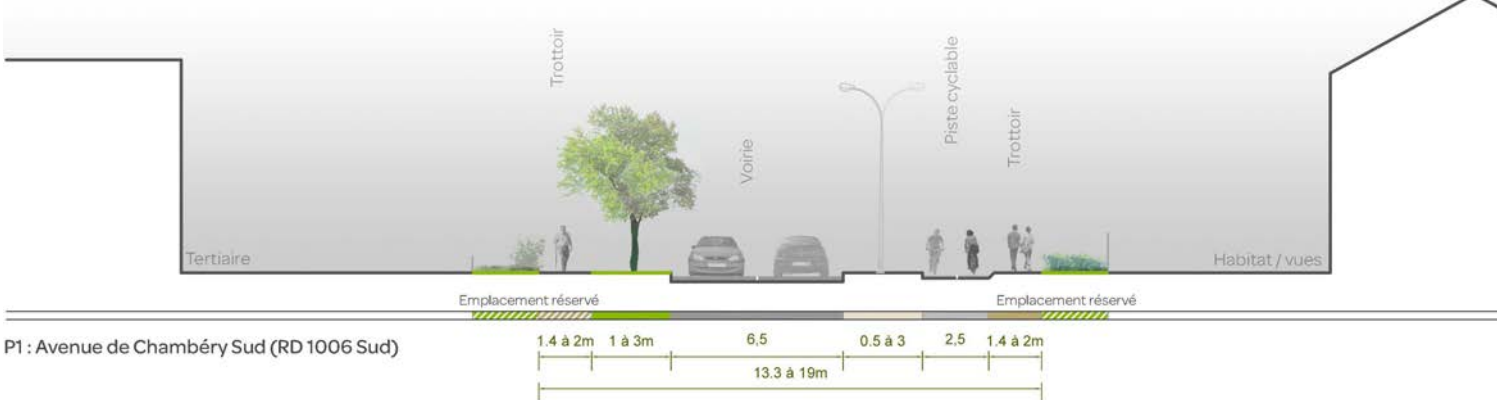 Trottoir
Voirie
Piste cyclable
Trottoir
Tertiaire
Habitat / vues
Emplacement réservé
Emplacement réservé
P1 : Avenue de Chambéry Sud (RD 1006 Sud)
1.4 à 2m
1 à 3m
6,5
0.5 à 3
2,5
1.4 à 2m
13.3 à 19m